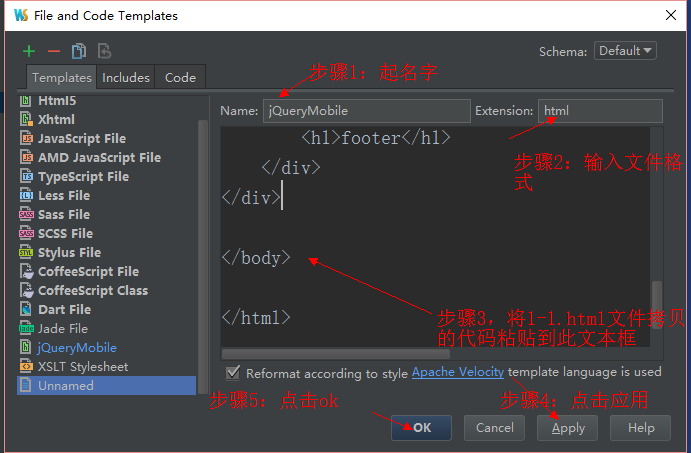 WS File and Code Templates
Schema: Default
Templates Includes Code
步骤1: 起名字
Name: jQueryMobile Extension: html
Html5
Xhtml
JavaScript File
AMD JavaScript File
TypeScript File
Less File
Sass File
SCSS File
Stylus File
CoffeeScript File
CoffeeScript Class
Dart File
Jade File
jQueryMobile
XSLT Stylesheet
Unnamed
<hl>footer</hl>
</div>
</div>
</body>
</html>
步骤2: 输入文件格
式
步骤3, 将1-1.html文件拷贝
的代码粘贴到此文本框
Reformat according to style Apache Velocity template language is used
步骤5: 点击ok
步骤4: 点击应用
OK Cancel Apply Help